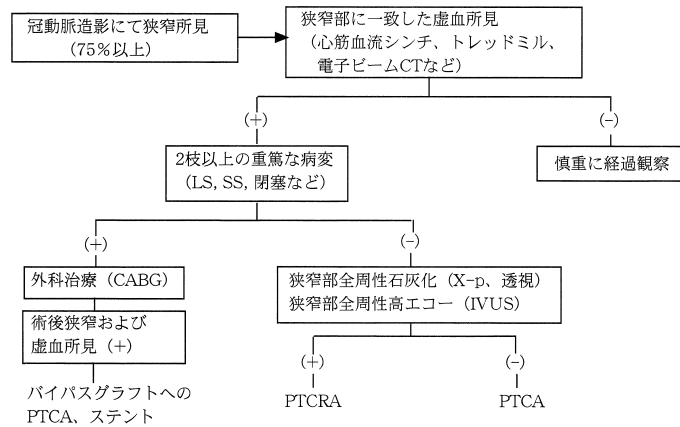 冠動脈造影にて狭窄所見
（75％以上）
狭窄部に一致した虚血所見
（心筋血流シンチ、トレッドミル、
電子ビームCTなど）
(+)
(−)
2枝以上の重篤な病変
（LS, SS, 閉塞など）
慎重に経過観察
(+)
(−)
外科治療（CABG）
狭窄部全周性石灰化（X-p、透視）
狭窄部全周性高エコー（IVUS）
術後狭窄および
虚血所見（+）
(+)
(−)
バイパスグラフトへの
PTCA、ステント
PTCRA
PTCA